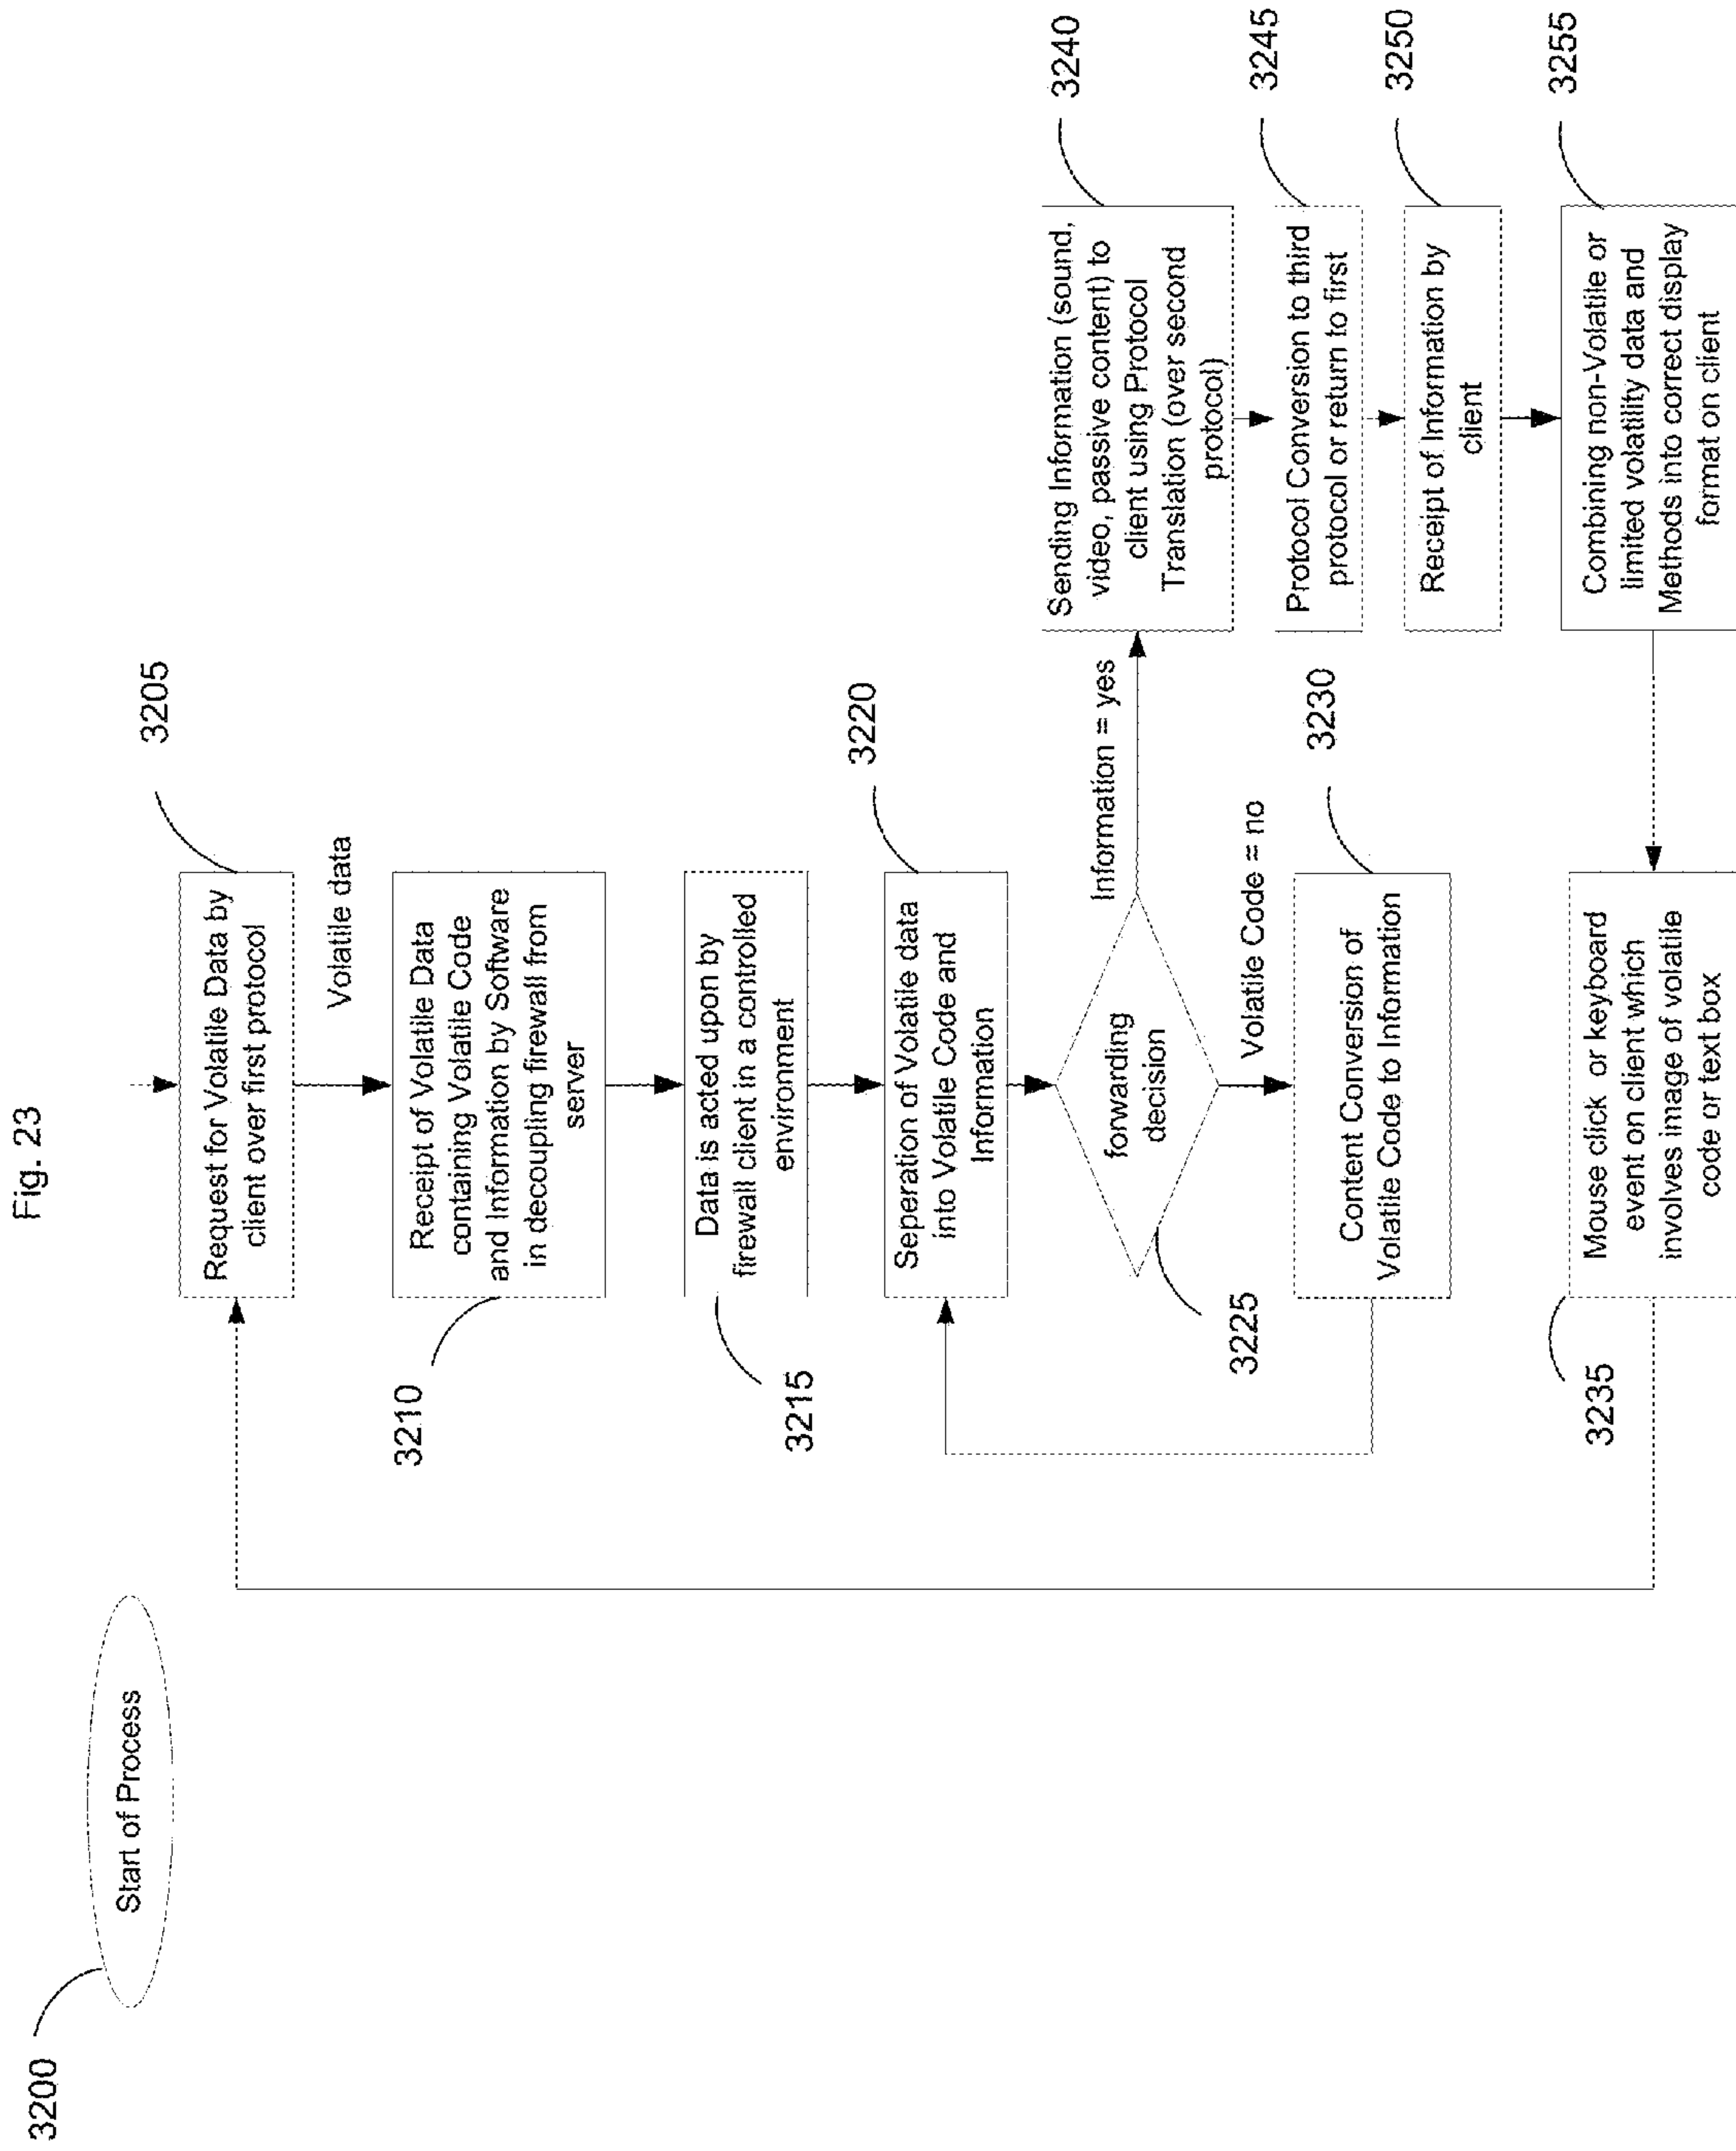 Fig. 23
3200
Start of Process
3205
Request for Volatile Data by
client over first protocol
Volatile data
3210
Receipt of Volatile Data
containing Volatile Code
and Information by Software
in decoupling firewall from
server
3215
Data is acted upon by
firewall client in a controlled
environment
3220
Seperation of Volatile data
into Volatile Code and
Information
3225
forwarding
decision
Information = yes
Volatile Code = no
3230
Content Conversion of
Volatile Code to Information
3235
Mouse click or keyboard
event on client which
involves image of volatile
code or text box
3240
Sending Information (sound,
video, passive content) to
client using Protocol
Translation (over second
protocol)
3245
Protocol Conversion to third
protocol or return to first
3250
Receipt of Information by
client
3255
Combining non-Volatile or
limited volatility data and
Methods into correct display
format on client